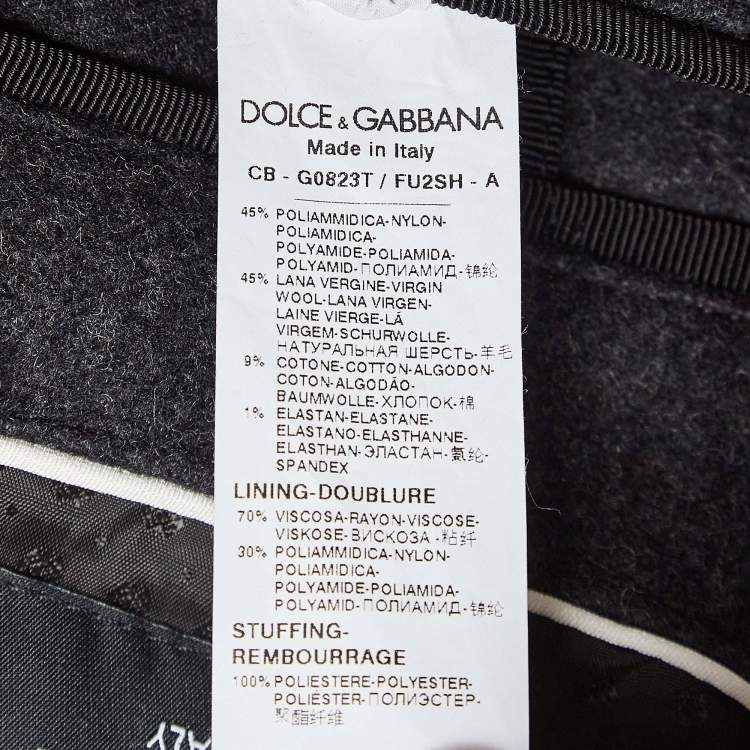 DOLCE & GABBANA
Made in Italy
CB - G0823T / FU2SH - A
45% POLIAMMIDICA-NYLON-
POLIAMIDICA-
POLYAMIDE-POLIAMIDA-
POLYAMID-ПОЛИАМИД-锦纶
45% LANA VERGINE-VIRGIN
WOOL-LANA VIRGEN-
LAINE VIERGE-LÃ
VIRGEM-SCHURWOLLE-
НАТУРАЛЬНАЯ ШЕРСТЬ-羊毛
9% COTONE-COTTON-ALGODON-
COTON-ALGODÃO-
BAUMWOLLE-ХЛОПОК-棉
1% ELASTAN-ELASTANE-
ELASTANO-ELASTHANNE-
ELASTHAN-ЭЛАСТАН-氨纶-
SPANDEX
LINING-DOUBLURE
70% VISCOSA-RAYON-VISCOSE-
VISKOSE-ВИСКОЗА -粘纤
30% POLIAMMIDICA-NYLON-
POLIAMIDICA-
POLYAMIDE-POLIAMIDA-
POLYAMID-ПОЛИАМИД-锦纶
STUFFING-
REMBOURRAGE
100% POLIESTERE-POLYESTER-
POLIÉSTER-ПОЛИЭСТЕР-
聚酯纤维